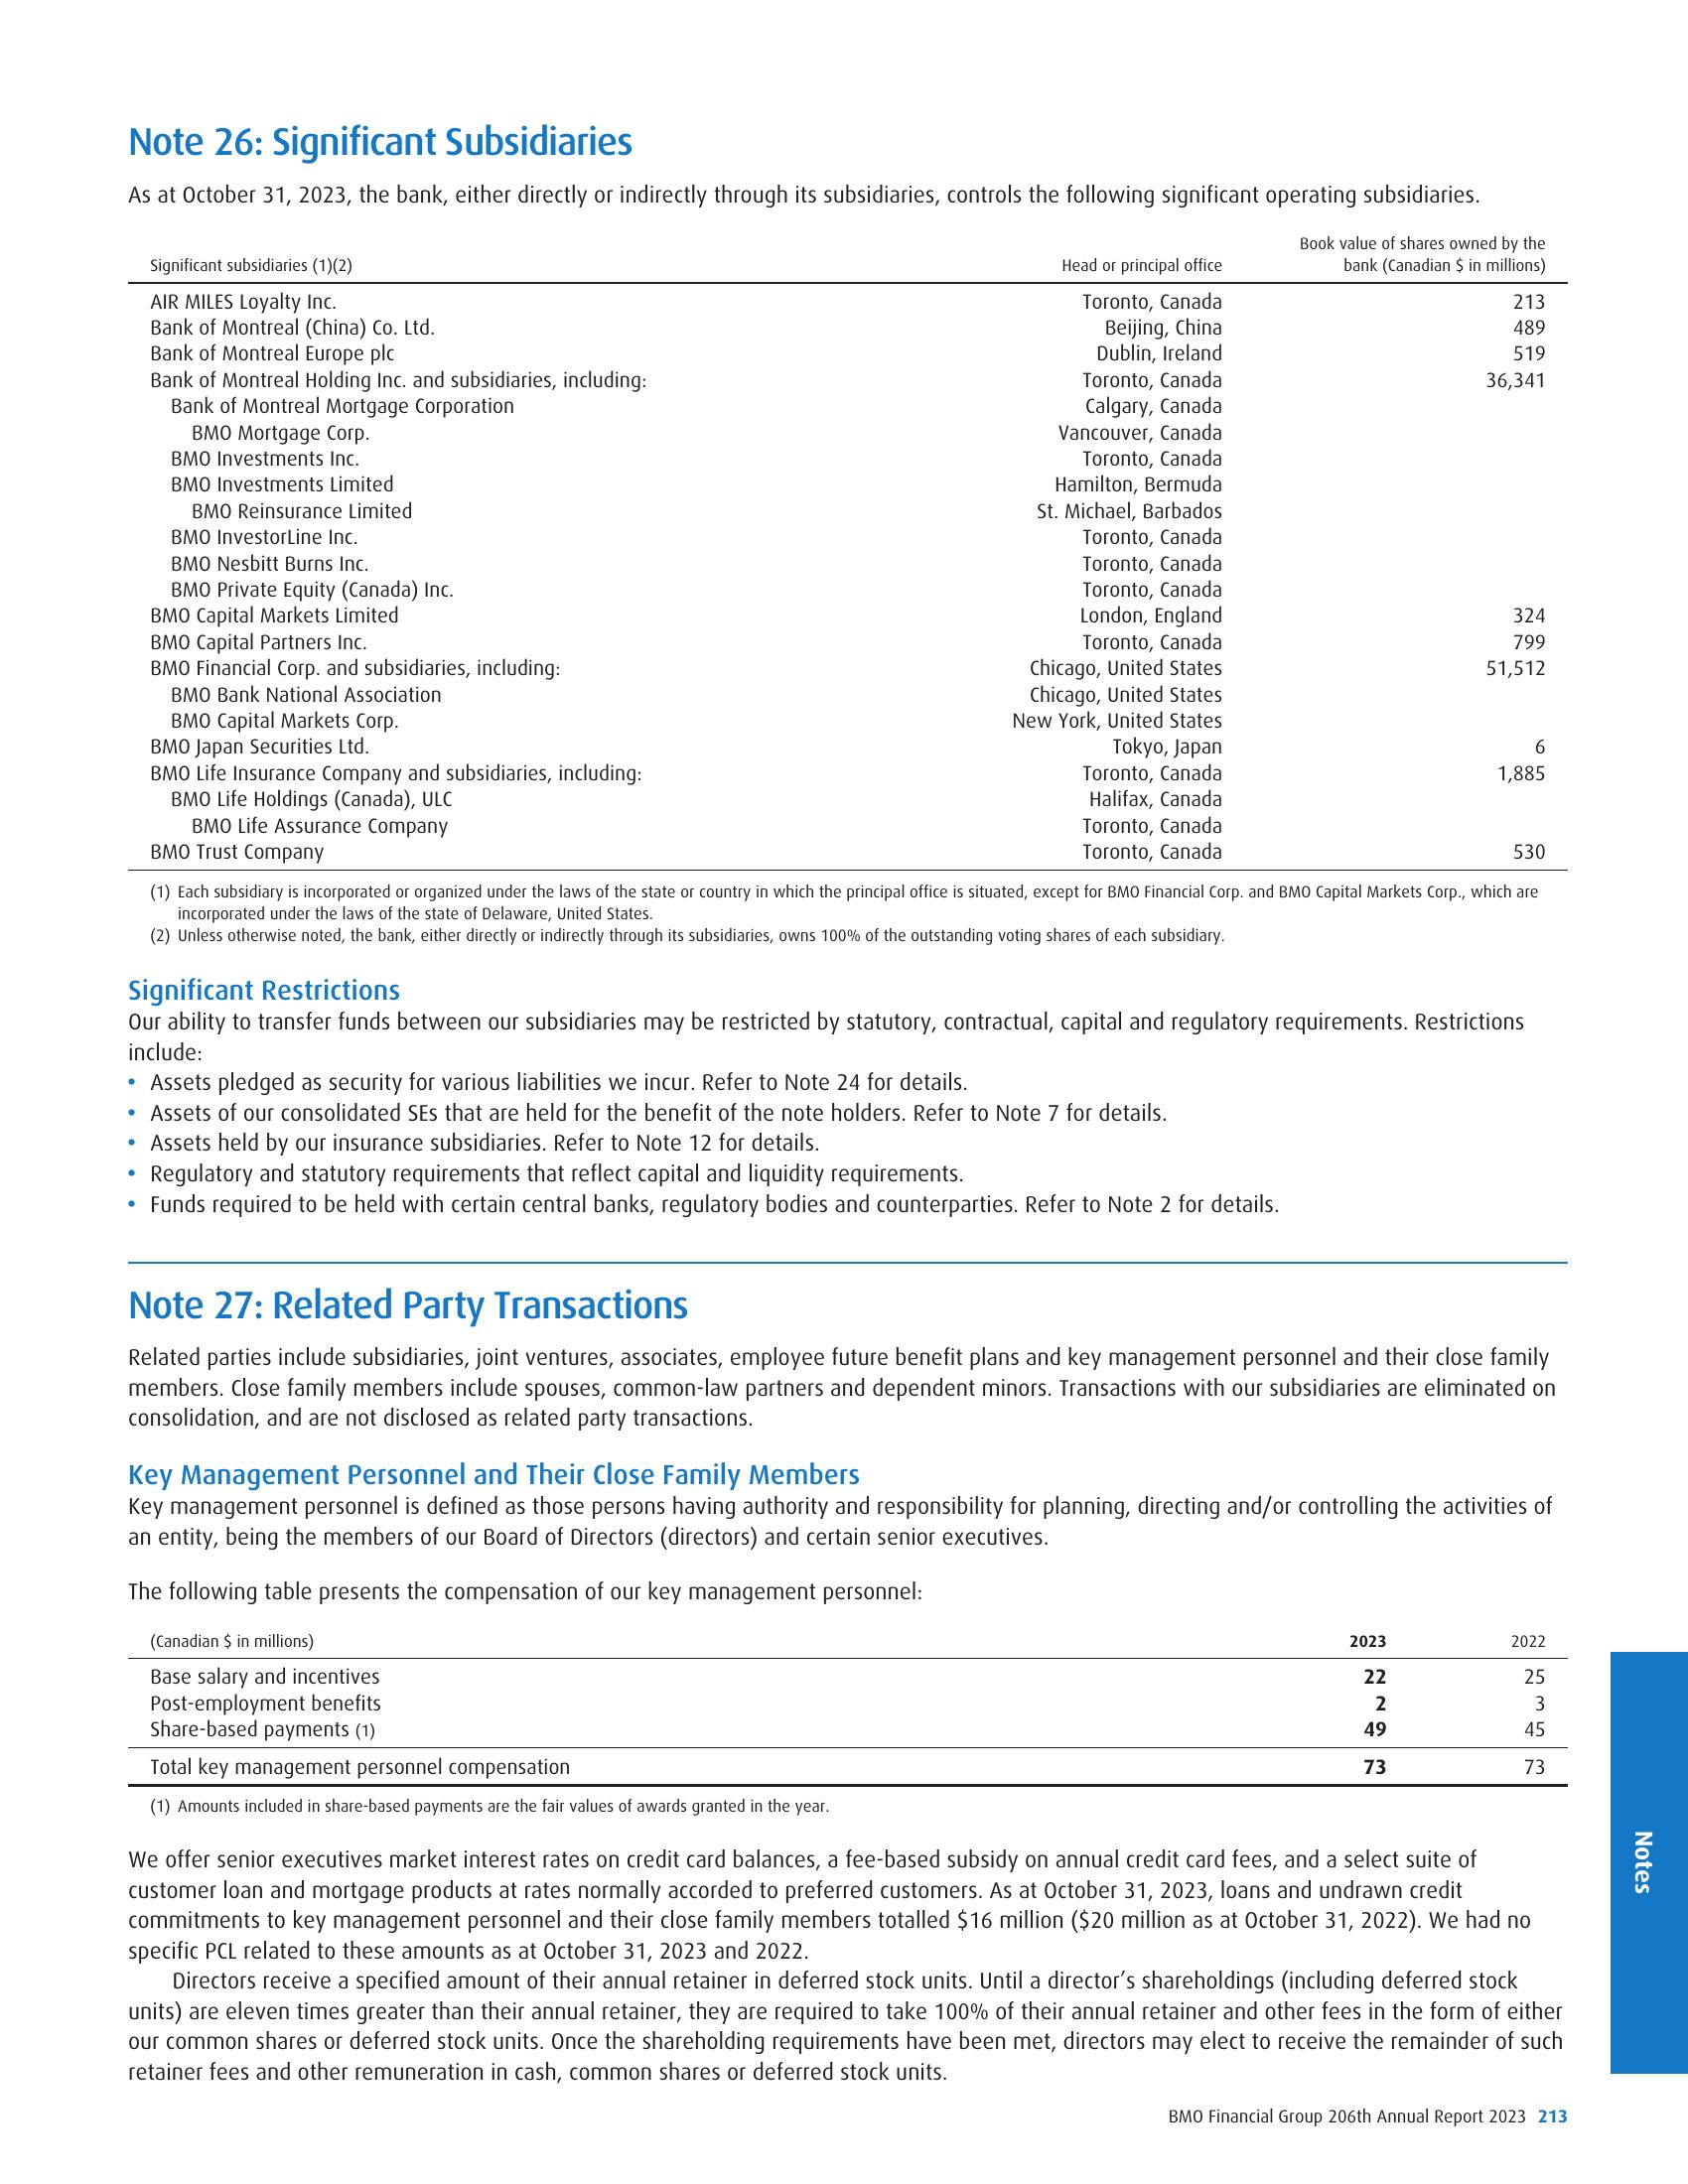 Note 26: Significant Subsidiaries
As at October 31, 2023, the bank, either directly or indirectly through its subsidiaries, controls the following significant operating subsidiaries.
Significant subsidiaries (1)(2) Head or principal office Book value of shares owned by the bank (Canadian $ in millions)
AIR MILES Loyalty Inc. Toronto, Canada 213
Bank of Montreal (China) Co. Ltd. Beijing, China 489
Bank of Montreal Europe plc Dublin, Ireland 519
Bank of Montreal Holding Inc. and subsidiaries, including: Toronto, Canada 36,341
Bank of Montreal Mortgage Corporation Calgary, Canada
BMO Mortgage Corp. Vancouver, Canada
BMO Investments Inc. Toronto, Canada
BMO Investments Limited Hamilton, Bermuda
BMO Reinsurance Limited St. Michael, Barbados
BMO InvestorLine Inc. Toronto, Canada
BMO Nesbitt Burns Inc. Toronto, Canada
BMO Private Equity (Canada) Inc. Toronto, Canada
BMO Capital Markets Limited London, England 324
BMO Capital Partners Inc. Toronto, Canada 799
BMO Financial Corp. and subsidiaries, including: Chicago, United States 51,512
BMO Bank National Association Chicago, United States
BMO Capital Markets Corp. New York, United States
BMO Japan Securities Ltd. Tokyo, Japan 6
BMO Life Insurance Company and subsidiaries, including: Toronto, Canada 1,885
BMO Life Holdings (Canada), ULC Halifax, Canada
BMO Life Assurance Company Toronto, Canada
BMO Trust Company Toronto, Canada 530
(1) Each subsidiary is incorporated or organized under the laws of the state or country in which the principal office is situated, except for BMO Financial Corp. and BMO Capital Markets Corp., which are
incorporated under the laws of the state of Delaware, United States.
(2) Unless otherwise noted, the bank, either directly or indirectly through its subsidiaries, owns 100% of the outstanding voting shares of each subsidiary.
Significant Restrictions
Our ability to transfer funds between our subsidiaries may be restricted by statutory, contractual, capital and regulatory requirements. Restrictions
include:
• Assets pledged as security for various liabilities we incur. Refer to Note 24 for details.
• Assets of our consolidated SEs that are held for the benefit of the note holders. Refer to Note 7 for details.
• Assets held by our insurance subsidiaries. Refer to Note 12 for details.
• Regulatory and statutory requirements that reflect capital and liquidity requirements.
• Funds required to be held with certain central banks, regulatory bodies and counterparties. Refer to Note 2 for details.
Note 27: Related Party Transactions
Related parties include subsidiaries, joint ventures, associates, employee future benefit plans and key management personnel and their close family
members. Close family members include spouses, common-law partners and dependent minors. Transactions with our subsidiaries are eliminated on
consolidation, and are not disclosed as related party transactions.
Key Management Personnel and Their Close Family Members
Key management personnel is defined as those persons having authority and responsibility for planning, directing and/or controlling the activities of
an entity, being the members of our Board of Directors (directors) and certain senior executives.
The following table presents the compensation of our key management personnel:
(Canadian $ in millions) 2023 2022
Base salary and incentives 22 25
Post-employment benefits 2 3
Share-based payments (1) 49 45
Total key management personnel compensation 73 73
(1) Amounts included in share-based payments are the fair values of awards granted in the year.
We offer senior executives market interest rates on credit card balances, a fee-based subsidy on annual credit card fees, and a select suite of
customer loan and mortgage products at rates normally accorded to preferred customers. As at October 31, 2023, loans and undrawn credit
commitments to key management personnel and their close family members totalled $16 million ($20 million as at October 31, 2022). We had no
specific PCL related to these amounts as at October 31, 2023 and 2022.
Directors receive a specified amount of their annual retainer in deferred stock units. Until a director's shareholdings (including deferred stock
units) are eleven times greater than their annual retainer, they are required to take 100% of their annual retainer and other fees in the form of either
our common shares or deferred stock units. Once the shareholding requirements have been met, directors may elect to receive the remainder of such
retainer fees and other remuneration in cash, common shares or deferred stock units.
Notes
BMO Financial Group 206th Annual Report 2023 213